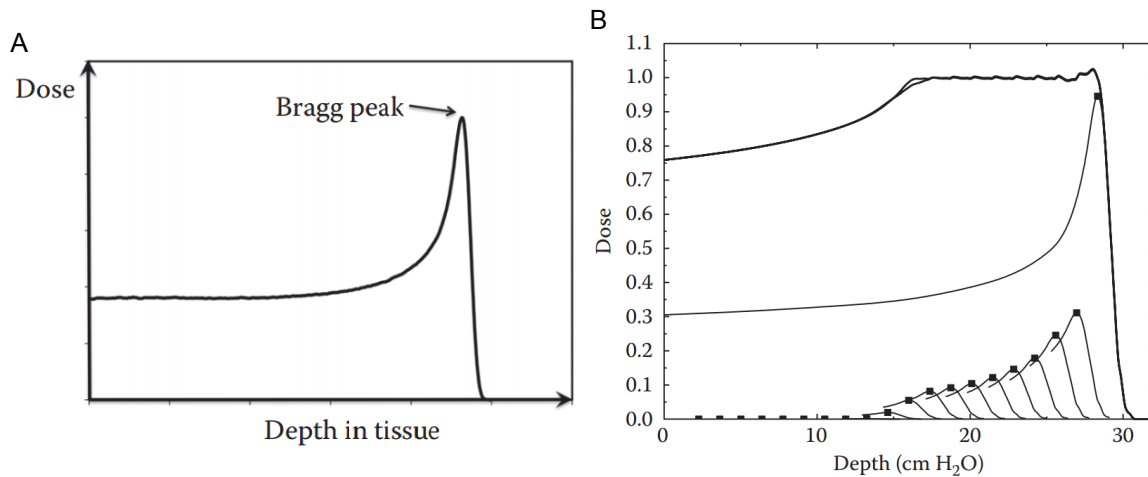 A
Dose
Bragg peak
Depth in tissue
B
1.1
1.0
0.9
0.8
0.7
0.6
0.5
0.4
0.3
0.2
0.1
0.0
Dose
0
10
20
30
Depth (cm H₂O)